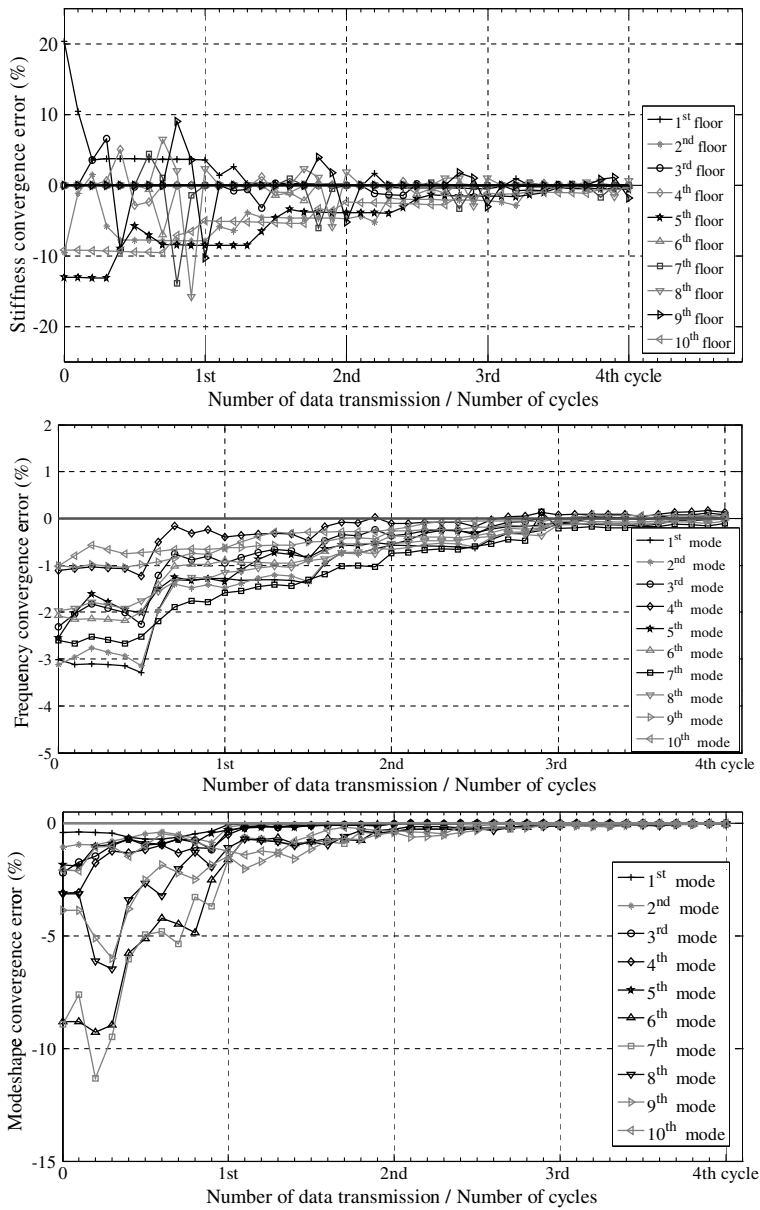 Stiffness convergence error (%)
20
10
0
-10
-20
1st floor
2nd floor
3rd floor
4th floor
5th floor
6th floor
7th floor
8th floor
9th floor
10th floor
0 1st 2nd 3rd 4th cycle
Number of data transmission / Number of cycles
Frequency convergence error (%)
2
1
0
-1
-2
-3
-4
-5
1st mode
2nd mode
3rd mode
4th mode
5th mode
6th mode
7th mode
8th mode
9th mode
10th mode
0 1st 2nd 3rd 4th cycle
Number of data transmission / Number of cycles
Modeshape convergence error (%)
0
-5
-10
-15
1st mode
2nd mode
3rd mode
4th mode
5th mode
6th mode
7th mode
8th mode
9th mode
10th mode
0 1st 2nd 3rd 4th cycle
Number of data transmission / Number of cycles